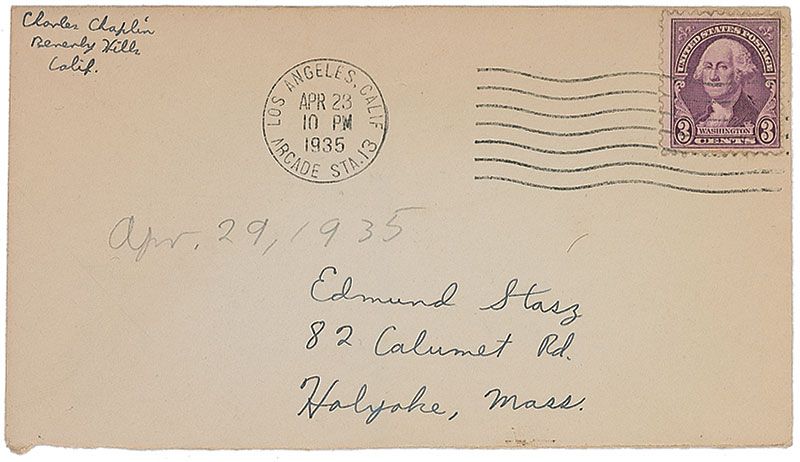 Charles Chaplin
Beverly Hills
Calif.
LOS ANGELES, CALIF
APR 23
10 PM
1935
ARCADE STA. 13
UNITED STATES POSTAGE
3 WASHINGTON 3
CENTS
Apr. 29, 1935
Edmund Stasz
82 Calumet Rd.
Holyoke, Mass.